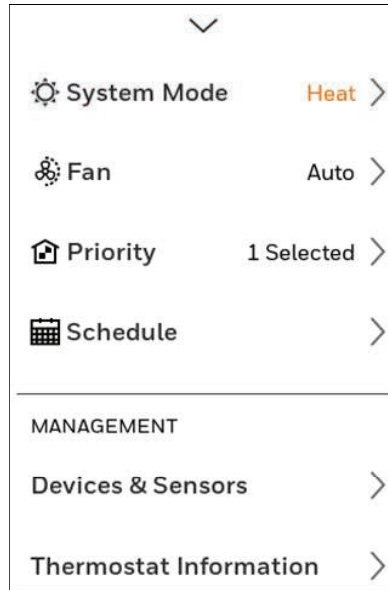 System Mode Heat
Fan Auto
Priority 1 Selected
Schedule
MANAGEMENT
Devices & Sensors
Thermostat Information